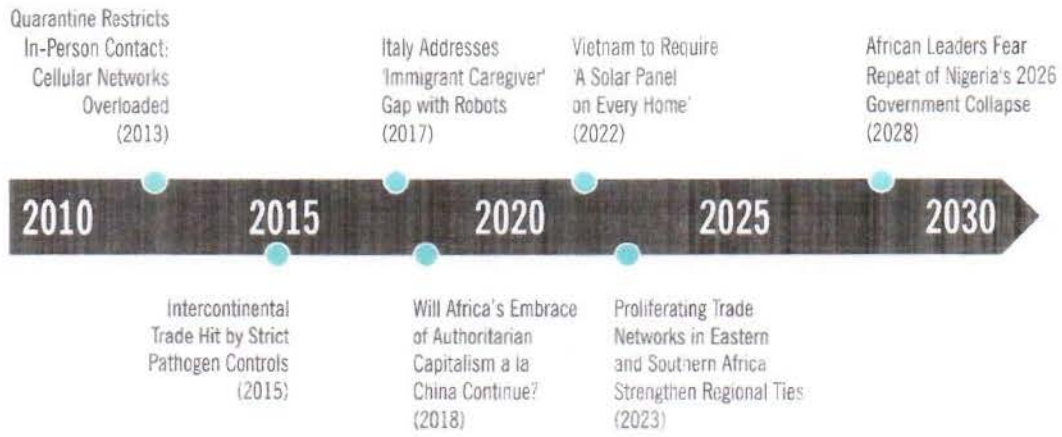 Quarantine Restricts
In-Person Contact;
Cellular Networks
Overloaded
(2013)
Italy Addresses
'Immigrant Caregiver'
Gap with Robots
(2017)
Vietnam to Require
'A Solar Panel
on Every Home'
(2022)
African Leaders Fear
Repeat of Nigeria's 2026
Government Collapse
(2028)
2010
2015
2020
2025
2030
Intercontinental
Trade Hit by Strict
Pathogen Controls
(2015)
Will Africa's Embrace
of Authoritarian
Capitalism a la
China Continue?
(2018)
Proliferating Trade
Networks in Eastern
and Southern Africa
Strengthen Regional Ties
(2023)